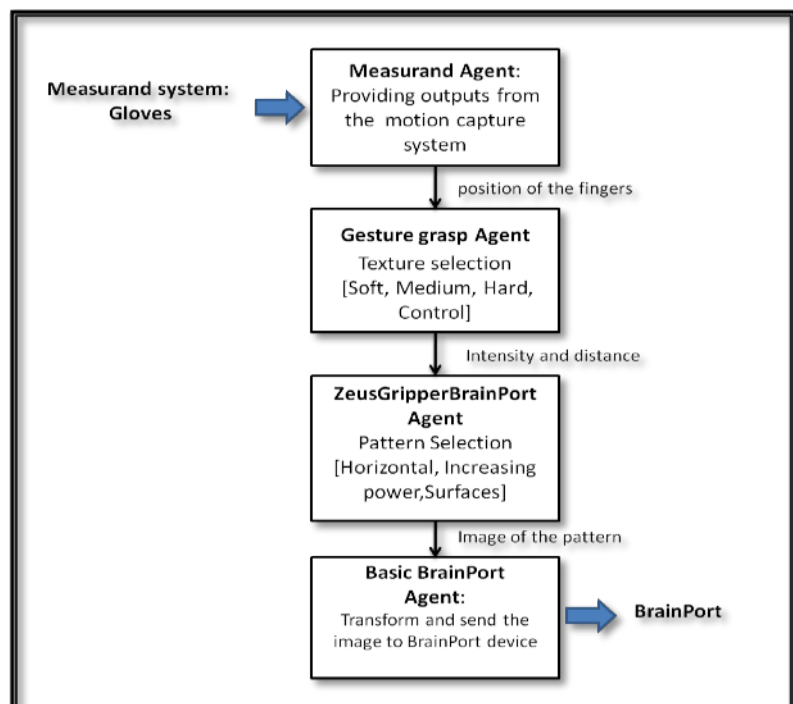 Measurand system:
Gloves
Measurand Agent:
Providing outputs from
the motion capture
system
position of the fingers
Gesture grasp Agent
Texture selection
[Soft, Medium, Hard,
Control]
Intensity and distance
ZeusGripperBrainPort
Agent
Pattern Selection
[Horizontal, Increasing
power,Surfaces]
Image of the pattern
Basic BrainPort
Agent:
Transform and send the
image to BrainPort device
BrainPort